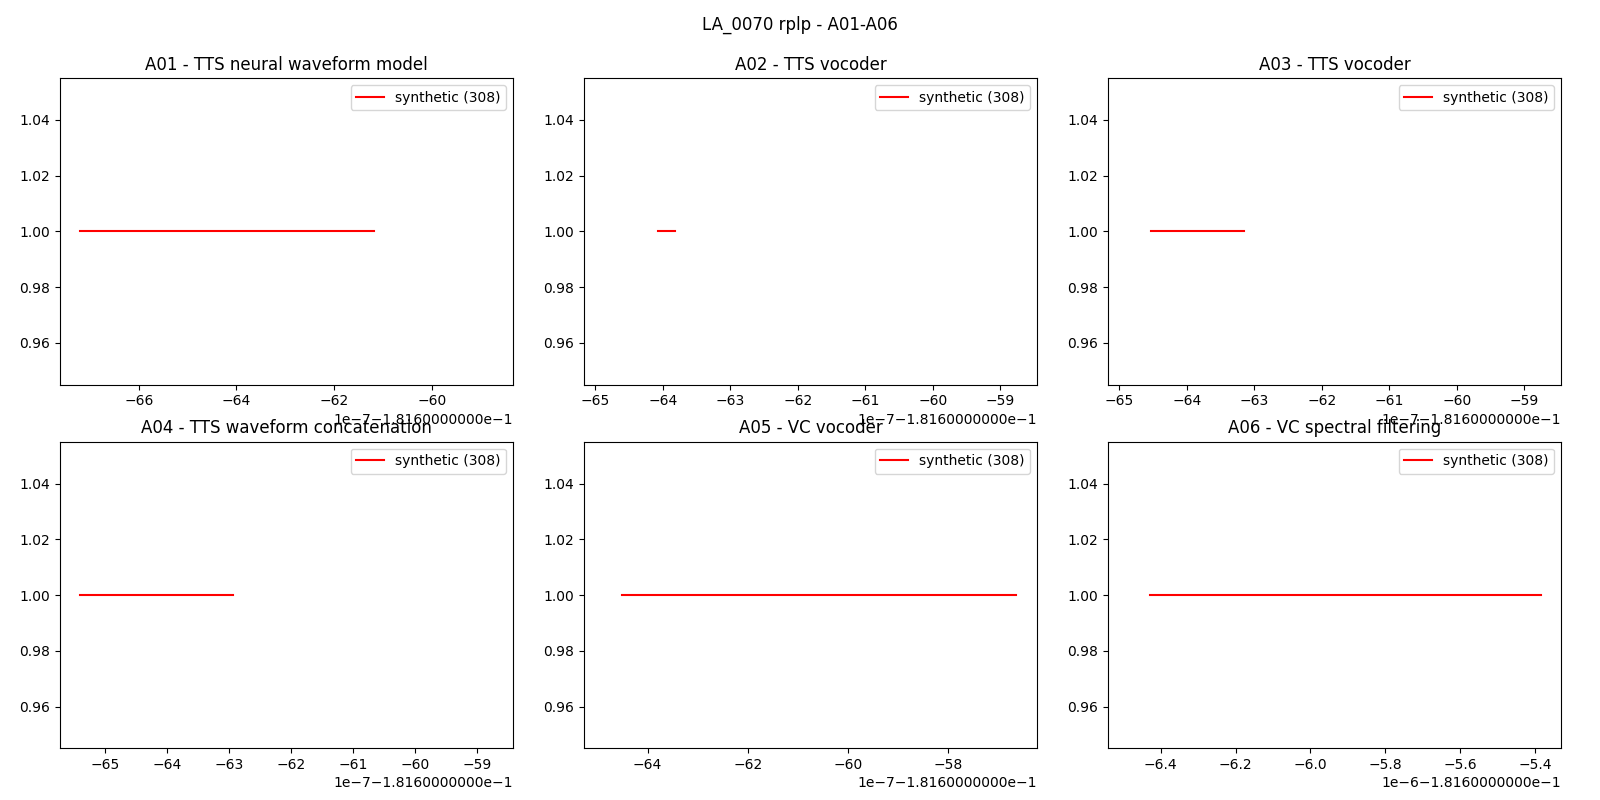 LA_0070 rplp - A01-A06
A01 - TTS neural waveform model
synthetic (308)
1.04
1.02
1.00
0.98
0.96
−66 −64 −62 −60
1e−7−1.8160000000e−1
A02 - TTS vocoder
synthetic (308)
1.04
1.02
1.00
0.98
0.96
−65 −64 −63 −62 −61 −60 −59
1e−7−1.8160000000e−1
A03 - TTS vocoder
synthetic (308)
1.04
1.02
1.00
0.98
0.96
−65 −64 −63 −62 −61 −60 −59
1e−7−1.8160000000e−1
A04 - TTS waveform concatenation
synthetic (308)
1.04
1.02
1.00
0.98
0.96
−65 −64 −63 −62 −61 −60 −59
1e−7−1.8160000000e−1
A05 - VC vocoder
synthetic (308)
1.04
1.02
1.00
0.98
0.96
−64 −62 −60 −58
1e−7−1.8160000000e−1
A06 - VC spectral filtering
synthetic (308)
1.04
1.02
1.00
0.98
0.96
−6.4 −6.2 −6.0 −5.8 −5.6 −5.4
1e−6−1.8160000000e−1